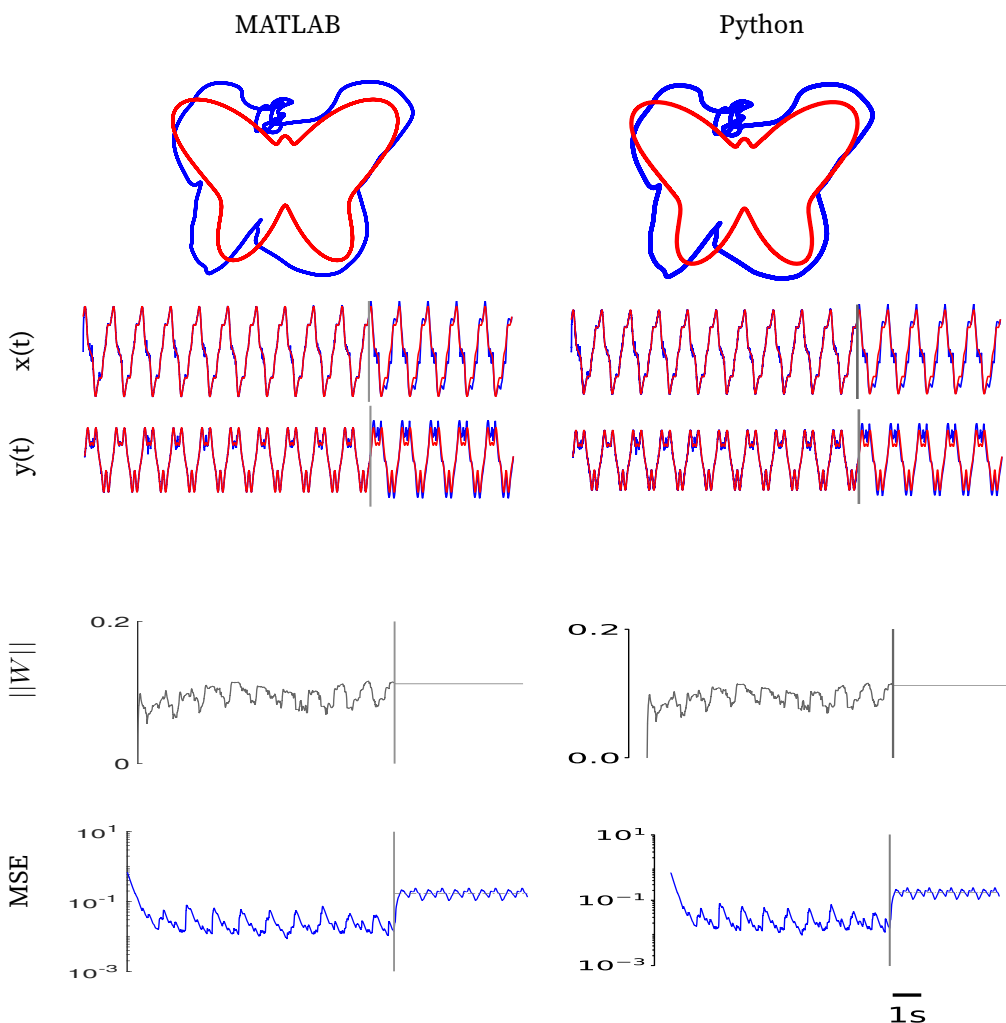 MATLAB Python
x(t)
y(t)
||W||
0.2 0.2
0 0.0
MSE
10¹ 10¹
10⁻¹ 10⁻¹
10⁻³ 10⁻³
1s